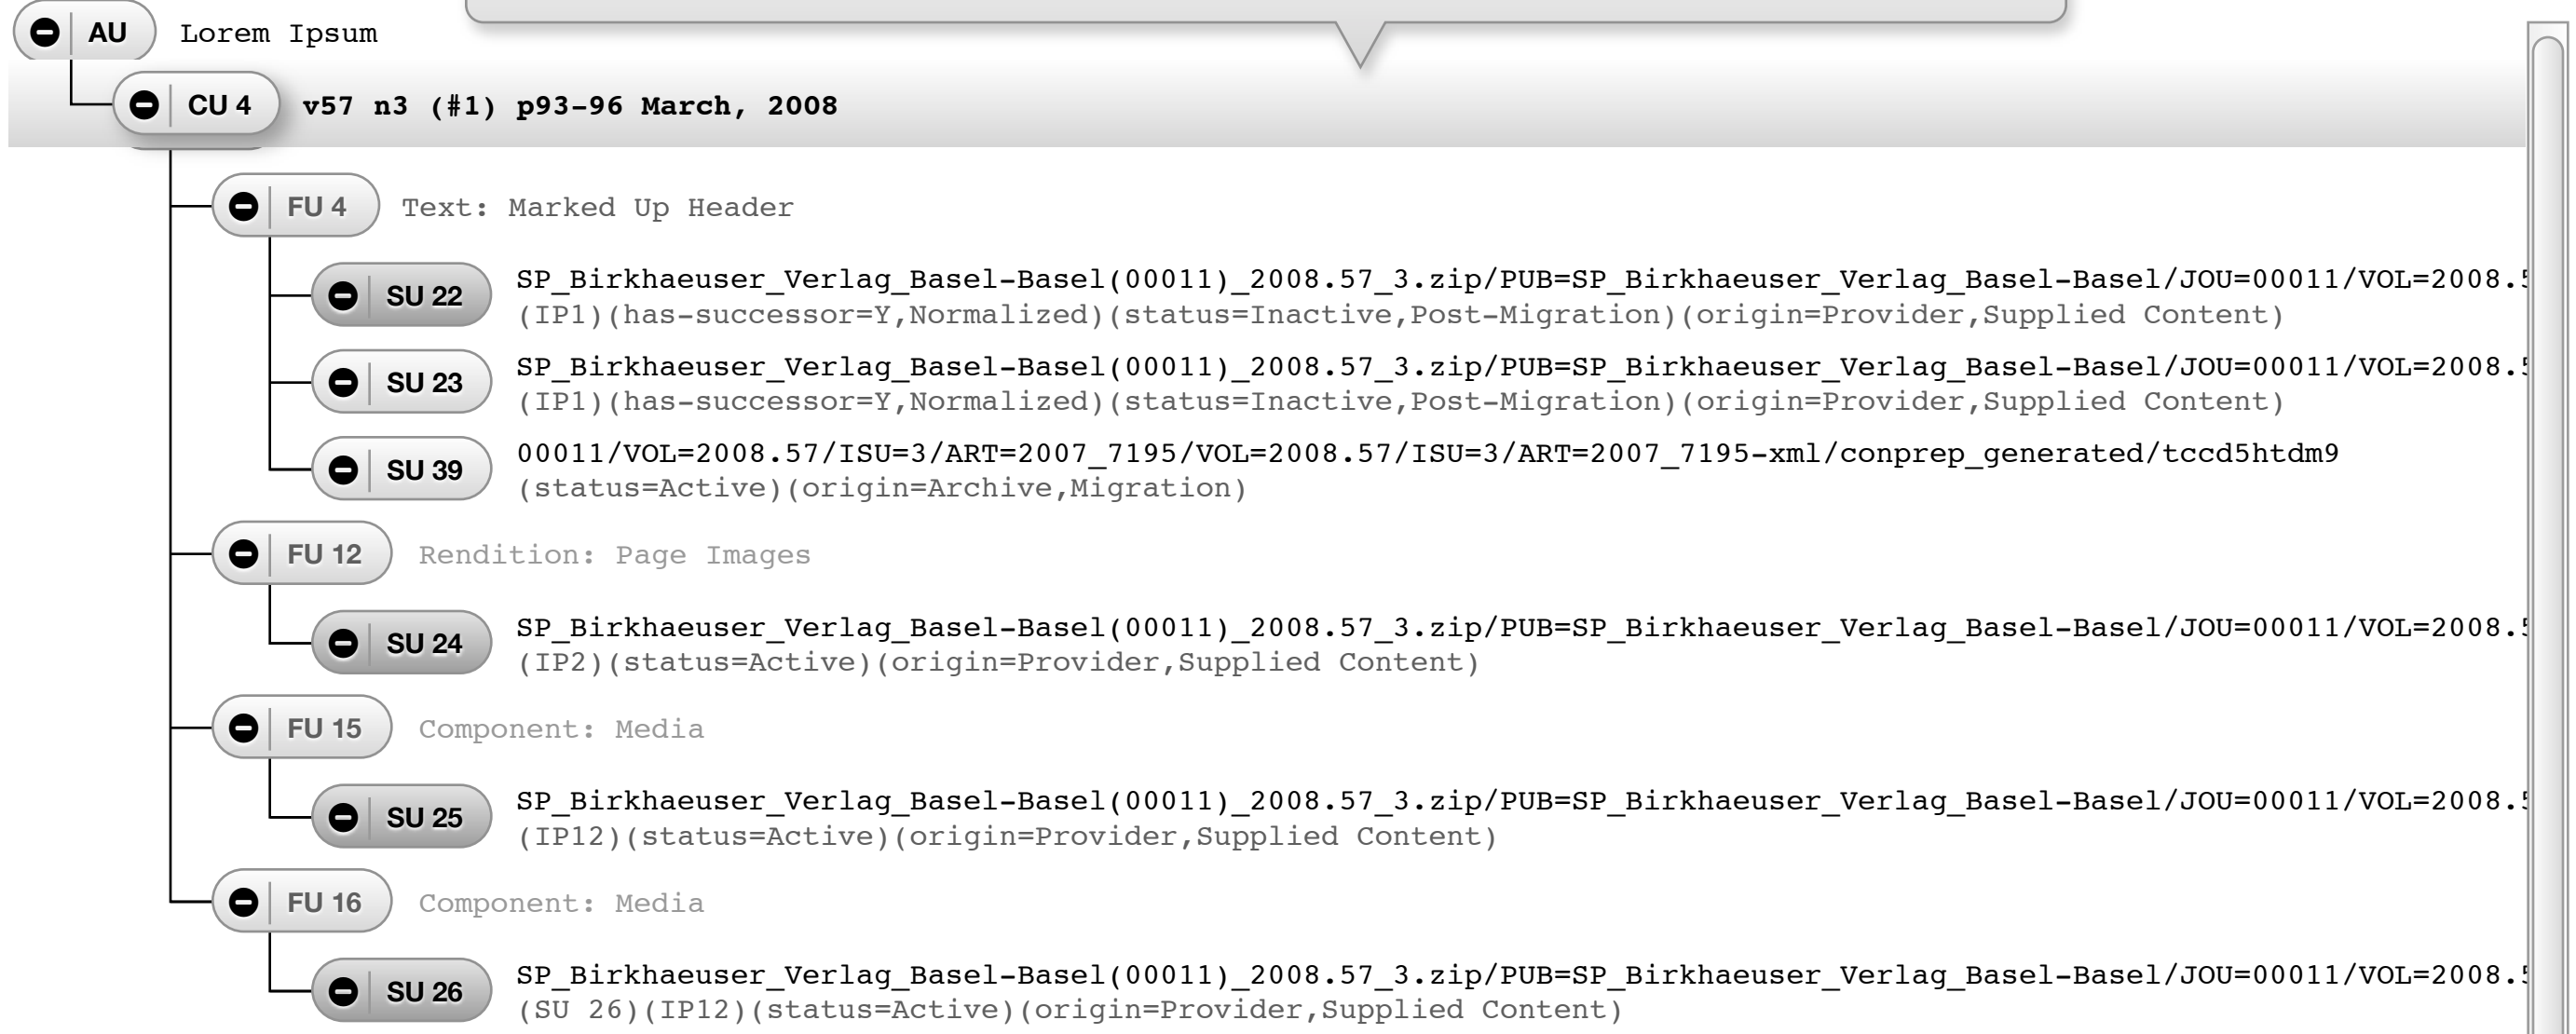 AU Lorem Ipsum
CU 4 v57 n3 (#1) p93-96 March, 2008
FU 4 Text: Marked Up Header
SU 22 SP_Birkhaeuser_Verlag_Basel-Basel(00011)_2008.57_3.zip/PUB=SP_Birkhaeuser_Verlag_Basel-Basel/JOU=00011/VOL=2008.5
(IP1)(has-successor=Y,Normalized)(status=Inactive,Post-Migration)(origin=Provider,Supplied Content)
SU 23 SP_Birkhaeuser_Verlag_Basel-Basel(00011)_2008.57_3.zip/PUB=SP_Birkhaeuser_Verlag_Basel-Basel/JOU=00011/VOL=2008.5
(IP1)(has-successor=Y,Normalized)(status=Inactive,Post-Migration)(origin=Provider,Supplied Content)
SU 39 00011/VOL=2008.57/ISU=3/ART=2007_7195/VOL=2008.57/ISU=3/ART=2007_7195-xml/conprep_generated/tccd5htdm9
(status=Active)(origin=Archive,Migration)
FU 12 Rendition: Page Images
SU 24 SP_Birkhaeuser_Verlag_Basel-Basel(00011)_2008.57_3.zip/PUB=SP_Birkhaeuser_Verlag_Basel-Basel/JOU=00011/VOL=2008.5
(IP2)(status=Active)(origin=Provider,Supplied Content)
FU 15 Component: Media
SU 25 SP_Birkhaeuser_Verlag_Basel-Basel(00011)_2008.57_3.zip/PUB=SP_Birkhaeuser_Verlag_Basel-Basel/JOU=00011/VOL=2008.5
(IP12)(status=Active)(origin=Provider,Supplied Content)
FU 16 Component: Media
SU 26 SP_Birkhaeuser_Verlag_Basel-Basel(00011)_2008.57_3.zip/PUB=SP_Birkhaeuser_Verlag_Basel-Basel/JOU=00011/VOL=2008.5
(SU 26)(IP12)(status=Active)(origin=Provider,Supplied Content)